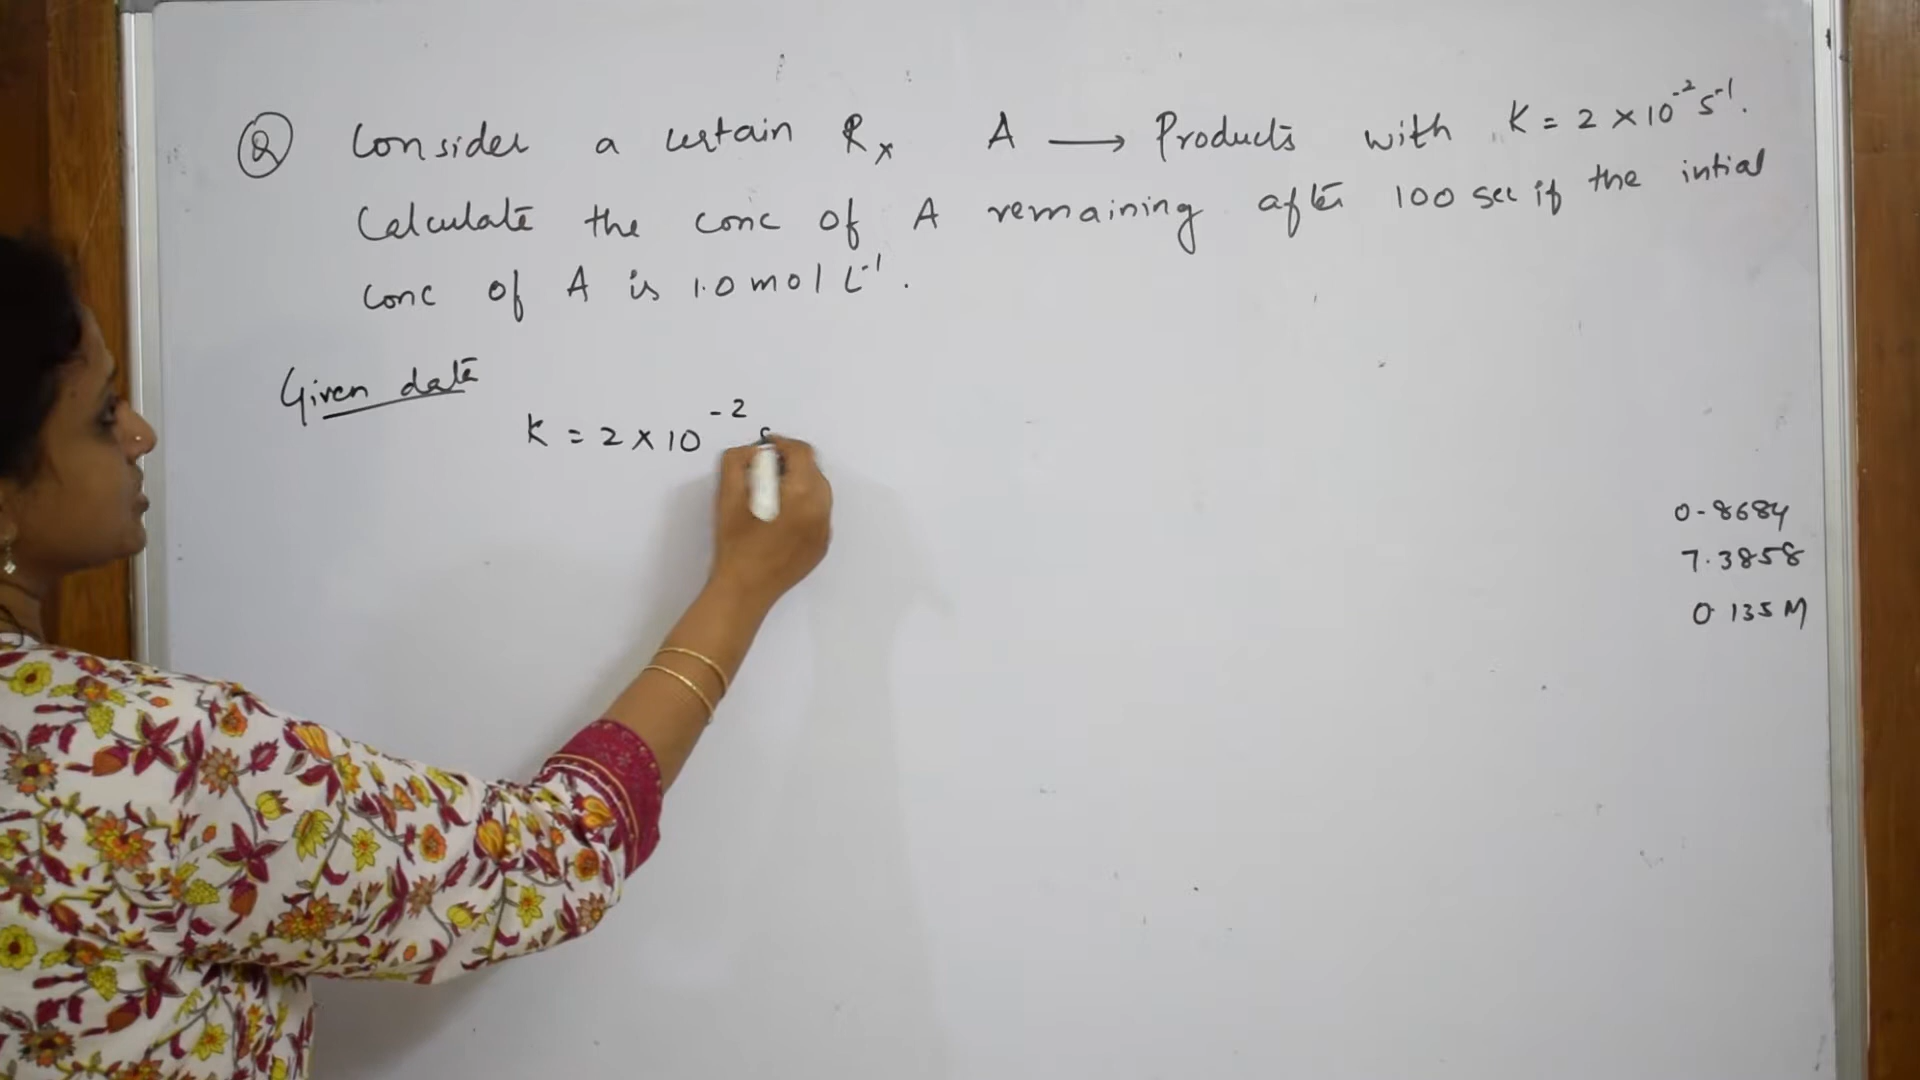 Q Consider a certain Rx A ⟶ Products with K = 2 × 10⁻² s⁻¹.
Calculate the conc of A remaining after 100 sec if the intial
conc of A is 1.0 mol L⁻¹.
Given data
K = 2 × 10⁻² s
0.8684
7.3858
0.135 M